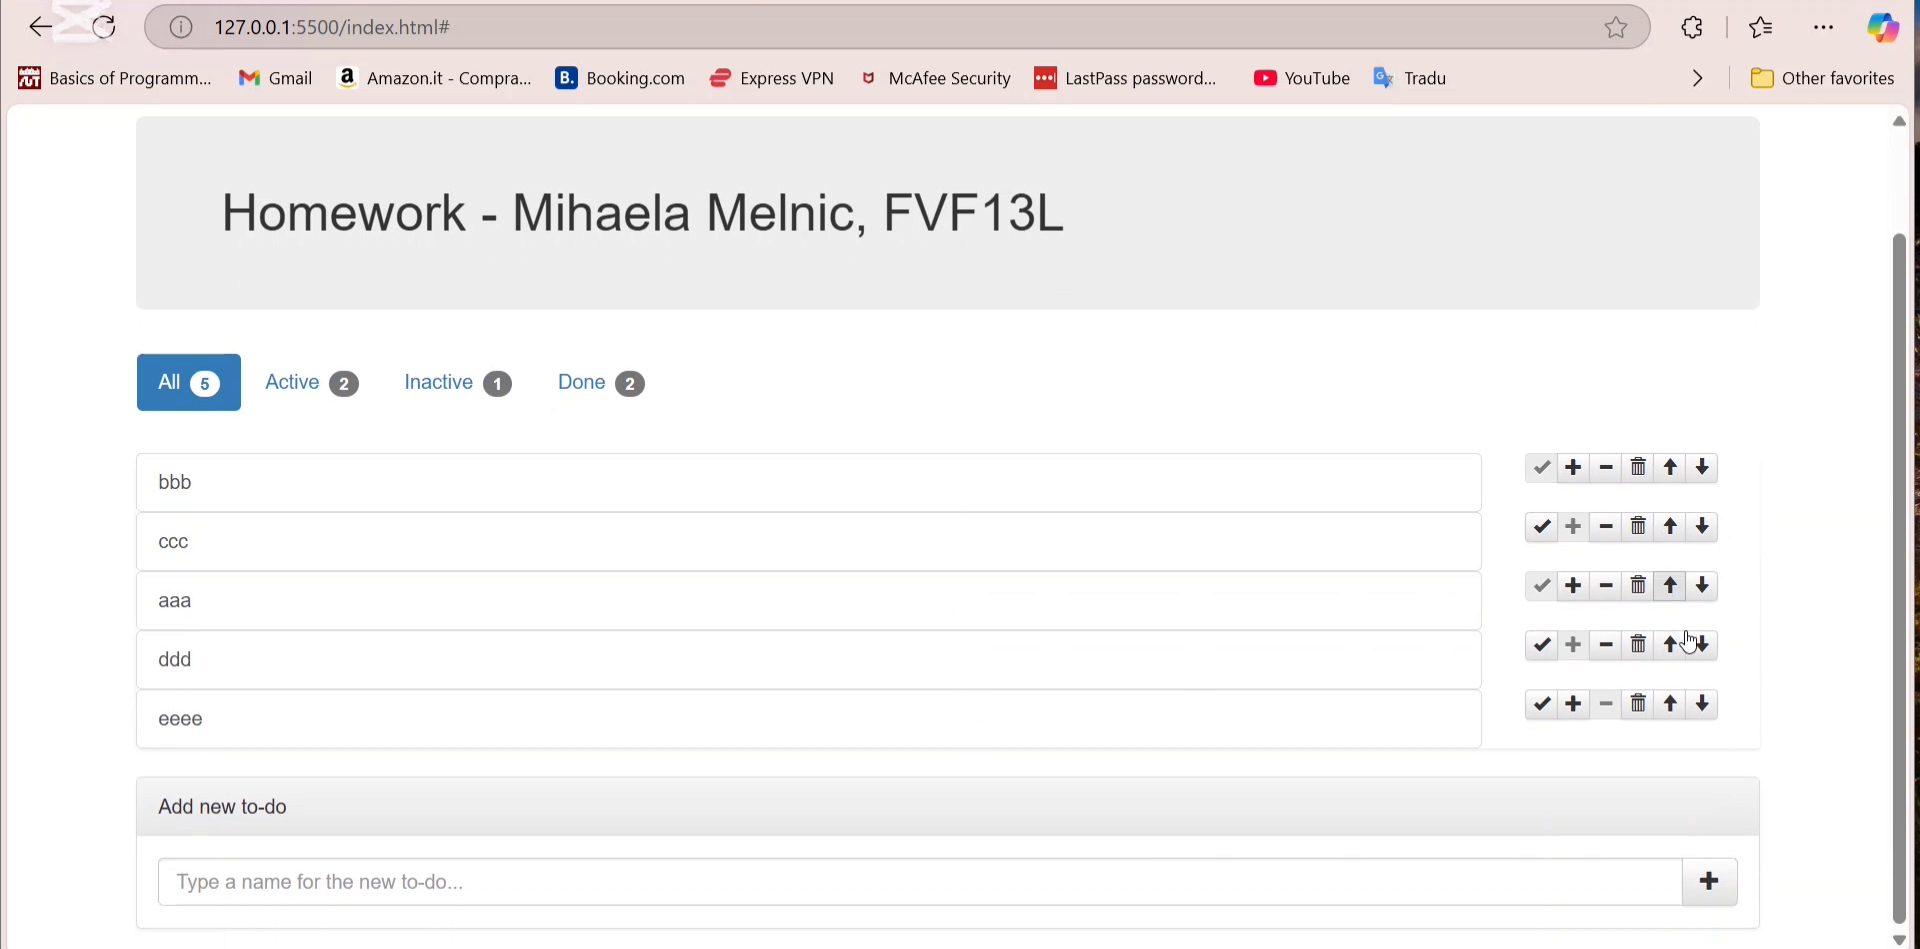 127.0.0.1:5500/index.html#
Basics of Programm... Gmail Amazon.it - Compra... Booking.com Express VPN McAfee Security LastPass password... YouTube Tradu Other favorites
Homework - Mihaela Melnic, FVF13L
All 5 Active 2 Inactive 1 Done 2
bbb
ccc
aaa
ddd
eeee
Add new to-do
Type a name for the new to-do...